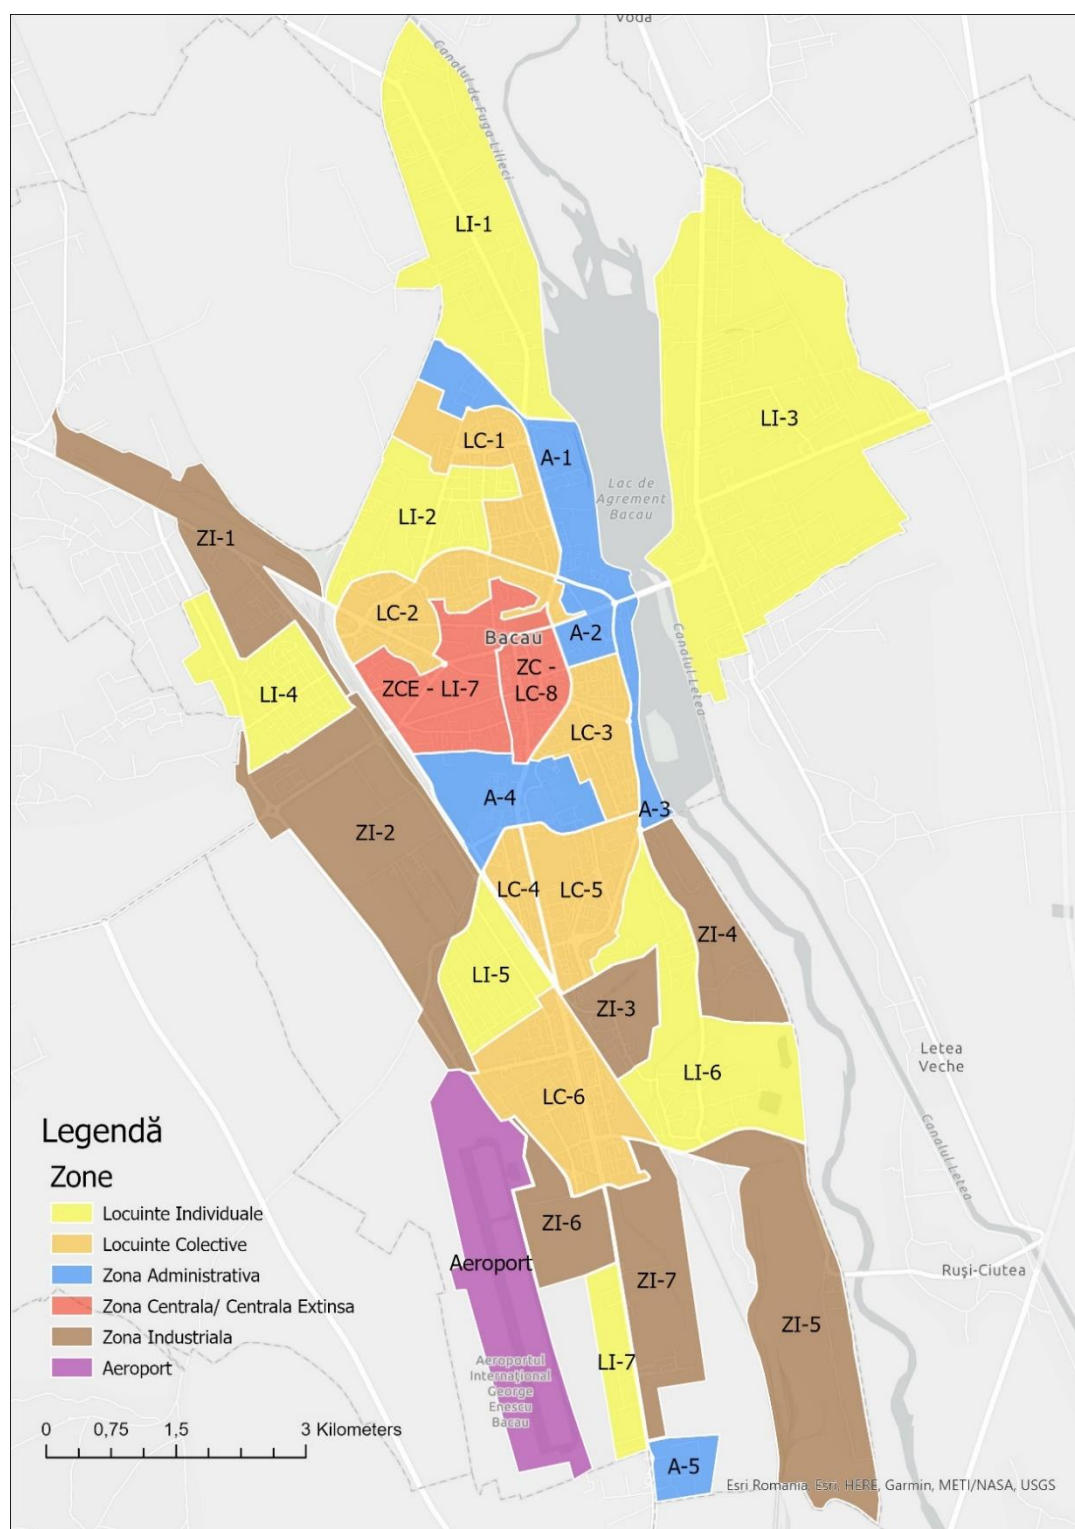 Voda
Canalul de Fuga Lilieci
LI-1
LI-3
LC-1
A-1
Lac de
Agrement
Bacau
LI-2
ZI-1
LC-2
Bacau
A-2
ZCE - LI-7
ZC -
LC-8
LI-4
LC-3
Canalul Letea
A-4
A-3
ZI-2
LC-4
LC-5
ZI-4
LI-5
ZI-3
Letea
Veche
LI-6
LC-6
Canalul Letea
Legendă
Zone
Locuinte Individuale
Locuinte Colective
Zona Administrativa
Zona Centrala/ Centrala Extinsa
Zona Industriala
Aeroport
ZI-6
Aeroport
ZI-7
Ruşi-Ciutea
ZI-5
LI-7
Aeroportul
Internaţional
George
Enescu
Bacau
0 0,75 1,5 3 Kilometers
A-5
Esri Romania, Esri, HERE, Garmin, METI/NASA, USGS